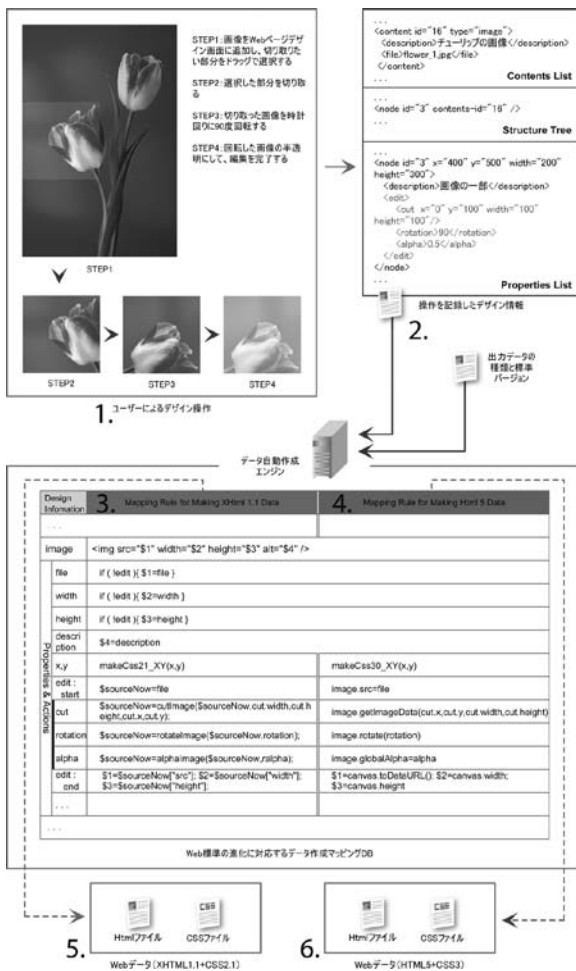 STEP1:画像をWebページデザイン
画面に追加し、切り取りた
い部分をドラッグで選択する
STEP2:選択した部分を切り取
る
STEP3:切り取った画像を時計
回りに90度回転する
STEP4:回転した画像の半透
明にして、編集を完了する
STEP1
STEP2
STEP3
STEP4
1. ユーザーによるデザイン操作
...
<content id="16" type="image">
<description>チューリップの画像</description>
<file>flower_1.jpg</file>
</content>
...
Contents List
...
<node id="3" contents-id="16" />
...
Structure Tree
...
<node id="3" x="400" y="500" width="200"
height="300">
<description>画像の一部</description>
<edit>
<cut x="0" y="100" width="100"
height="100"/>
<rotation>90</rotation>
<alpha>0.5</alpha>
</edit>
</node>
...
Properties List
操作を記録したデザイン情報
2.
出力データの
種類と標準
バージョン
データ自動作成
エンジン
Design
Infomation
3. Mapping Rule for Making XHtml 1.1 Data
4. Mapping Rule for Making Html 5 Data
...
image
<img src="$1" width="$2" height="$3" alt="$4" />
Properties & Actions
file
if ( !edit ){ $1=file }
width
if ( !edit ){ $2=width }
height
if ( !edit ){ $3=height }
descri
ption
$4=description
x,y
makeCss21_XY(x,y)
makeCss30_XY(x,y)
edit :
start
$sourceNow=file
image.src=file
cut
$sourceNow=cutImage($sourceNow,cut.width,cut.h
eight,cut.x,cut.y);
image.getImageData(cut.x,cut.y,cut.width,cut.height)
rotation
$sourceNow=rotateImage($sourceNow,rotation);
image.rotate(rotation)
alpha
$sourceNow=alphaImage($sourceNow,ralpha);
image.globalAlpha=alpha
edit :
end
$1=$sourceNow["src"]; $2=$sourceNow["width"];
$3=$sourceNow["height"];
$1=canvas.toDataURL(); $2=canvas.width;
$3=canvas.height
...
...
Web標準の進化に対応するデータ作成マッピングDB
5.
Htmlファイル
CSS
CSSファイル
Webデータ(XHTML1.1+CSS2.1)
6.
Htmlファイル
CSS
CSSファイル
Webデータ(HTML5+CSS3)